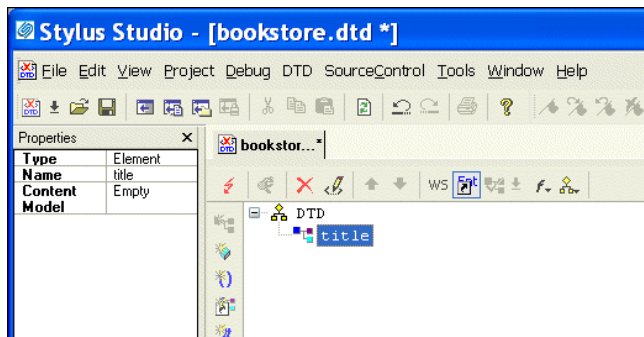 Stylus Studio - [bookstore.dtd *]
File Edit View Project Debug DTD SourceControl Tools Window Help
Properties
bookstor...*
Type Element
Name title
Content Model Empty
WS Ent f
DTD
title